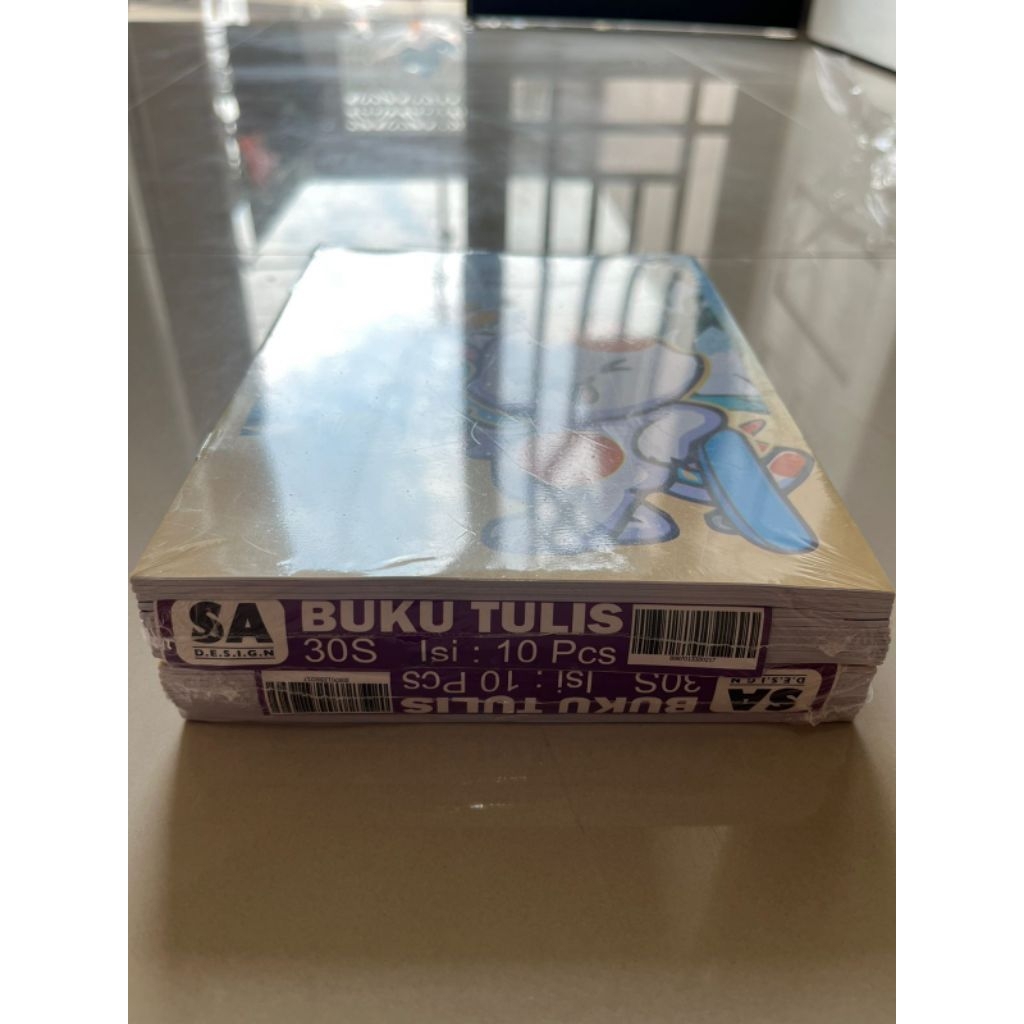 SA BUKU TULIS
D.E.S.I.G.N 30S Isi : 10 Pcs
30S Isi : 10 Pcs
SA BUKU TULIS
D.E.S.I.G.N